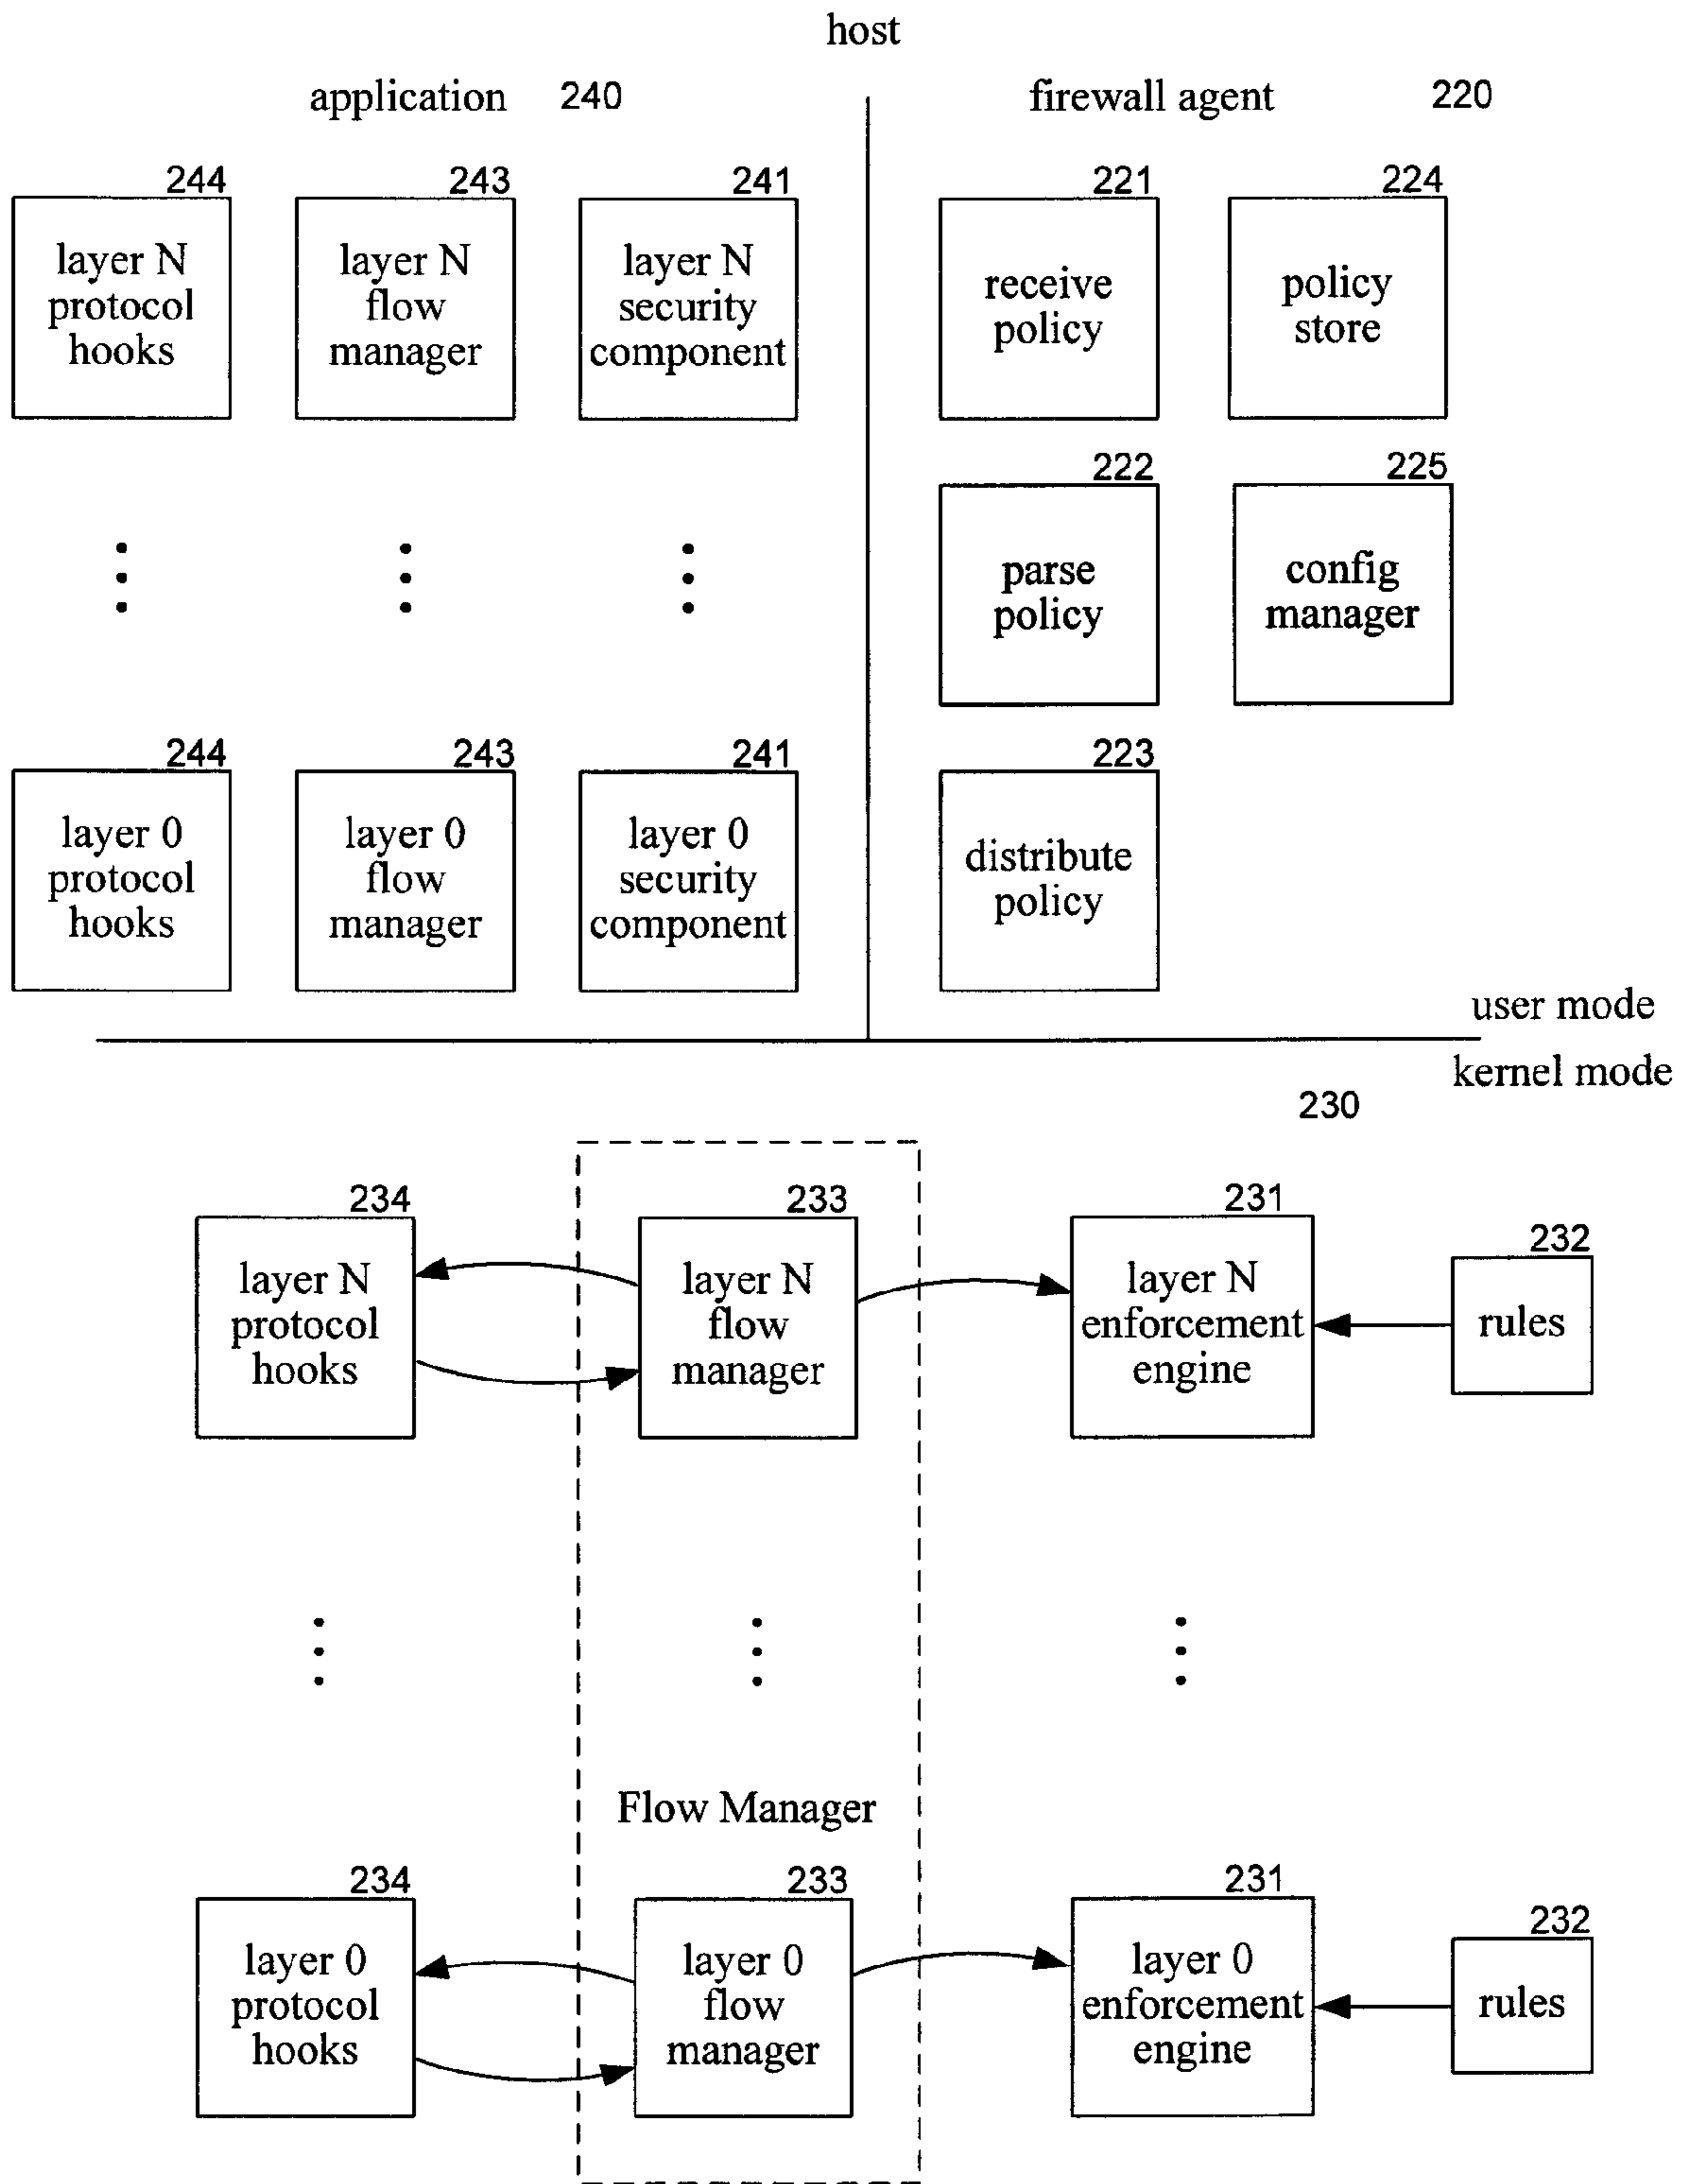 host
application 240
firewall agent 220
244
layer N
protocol
hooks
243
layer N
flow
manager
241
layer N
security
component
221
receive
policy
224
policy
store
222
parse
policy
225
config
manager
244
layer 0
protocol
hooks
243
layer 0
flow
manager
241
layer 0
security
component
223
distribute
policy
user mode
kernel mode
230
234
layer N
protocol
hooks
233
layer N
flow
manager
231
layer N
enforcement
engine
232
rules
Flow Manager
234
layer 0
protocol
hooks
233
layer 0
flow
manager
231
layer 0
enforcement
engine
232
rules